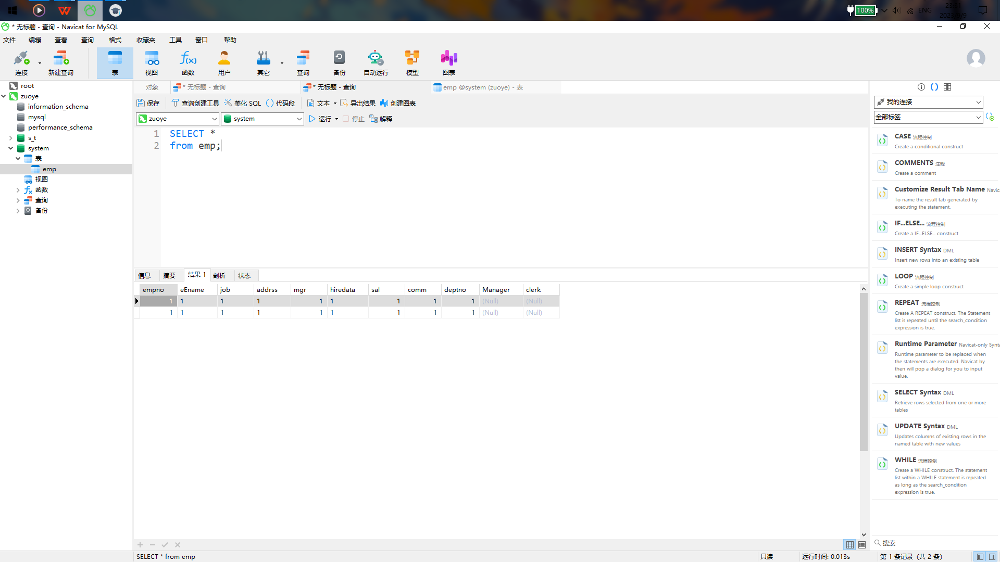 100%
ENG
23:31
2023/9/9
* 无标题 - 查询 - Navicat for MySQL
文件 编辑 查看 查询 格式 收藏夹 工具 窗口 帮助
连接 新建查询 表 视图 函数 用户 其它 查询 备份 自动运行 模型 图表
root
zuoye
information_schema
mysql
performance_schema
s_t
system
表
emp
视图
函数
查询
备份
对象 * 无标题 - 查询 * 无标题 - 查询 emp @system (zuoye) - 表
保存 查询创建工具 美化 SQL 代码段 文本 导出结果 创建图表
zuoye system 运行 停止 解释
1 SELECT *
2 from emp;
信息 摘要 结果 1 剖析 状态
empno eEname job addrss mgr hiredata sal comm deptno Manager clerk
1 1 1 1 1 1 1 1 1 (Null) (Null)
1 1 1 1 1 1 1 1 1 (Null) (Null)
我的连接
全部标签
CASE 流程控制
Create a conditional construct
COMMENTS 注释
Create a comment
Customize Result Tab Name Navic
To name the result tab generated by
executing the statement.
IF...ELSE... 流程控制
Create a IF...ELSE... construct
INSERT Syntax DML
Insert new rows into an existing table
LOOP 流程控制
Create a simple loop construct
REPEAT 流程控制
Create A REPEAT construct. The Statement
list is repeated until the search_condition
expression is true.
Runtime Parameter Navicat-only Synta
Runtime parameter to be replaced when
the statements are executed. Navicat by
then will pop a dialog for you to input
value.
SELECT Syntax DML
Retrieve rows selected from one or more
tables
UPDATE Syntax DML
Updates columns of existing rows in the
named table with new values
WHILE 流程控制
Create a WHILE construct. The statement
list within a WHILE statement is repeated
as long as the search_condition
expression is true.
搜索
SELECT * from emp 只读 运行时间: 0.013s 第 1 条记录 (共 2 条)